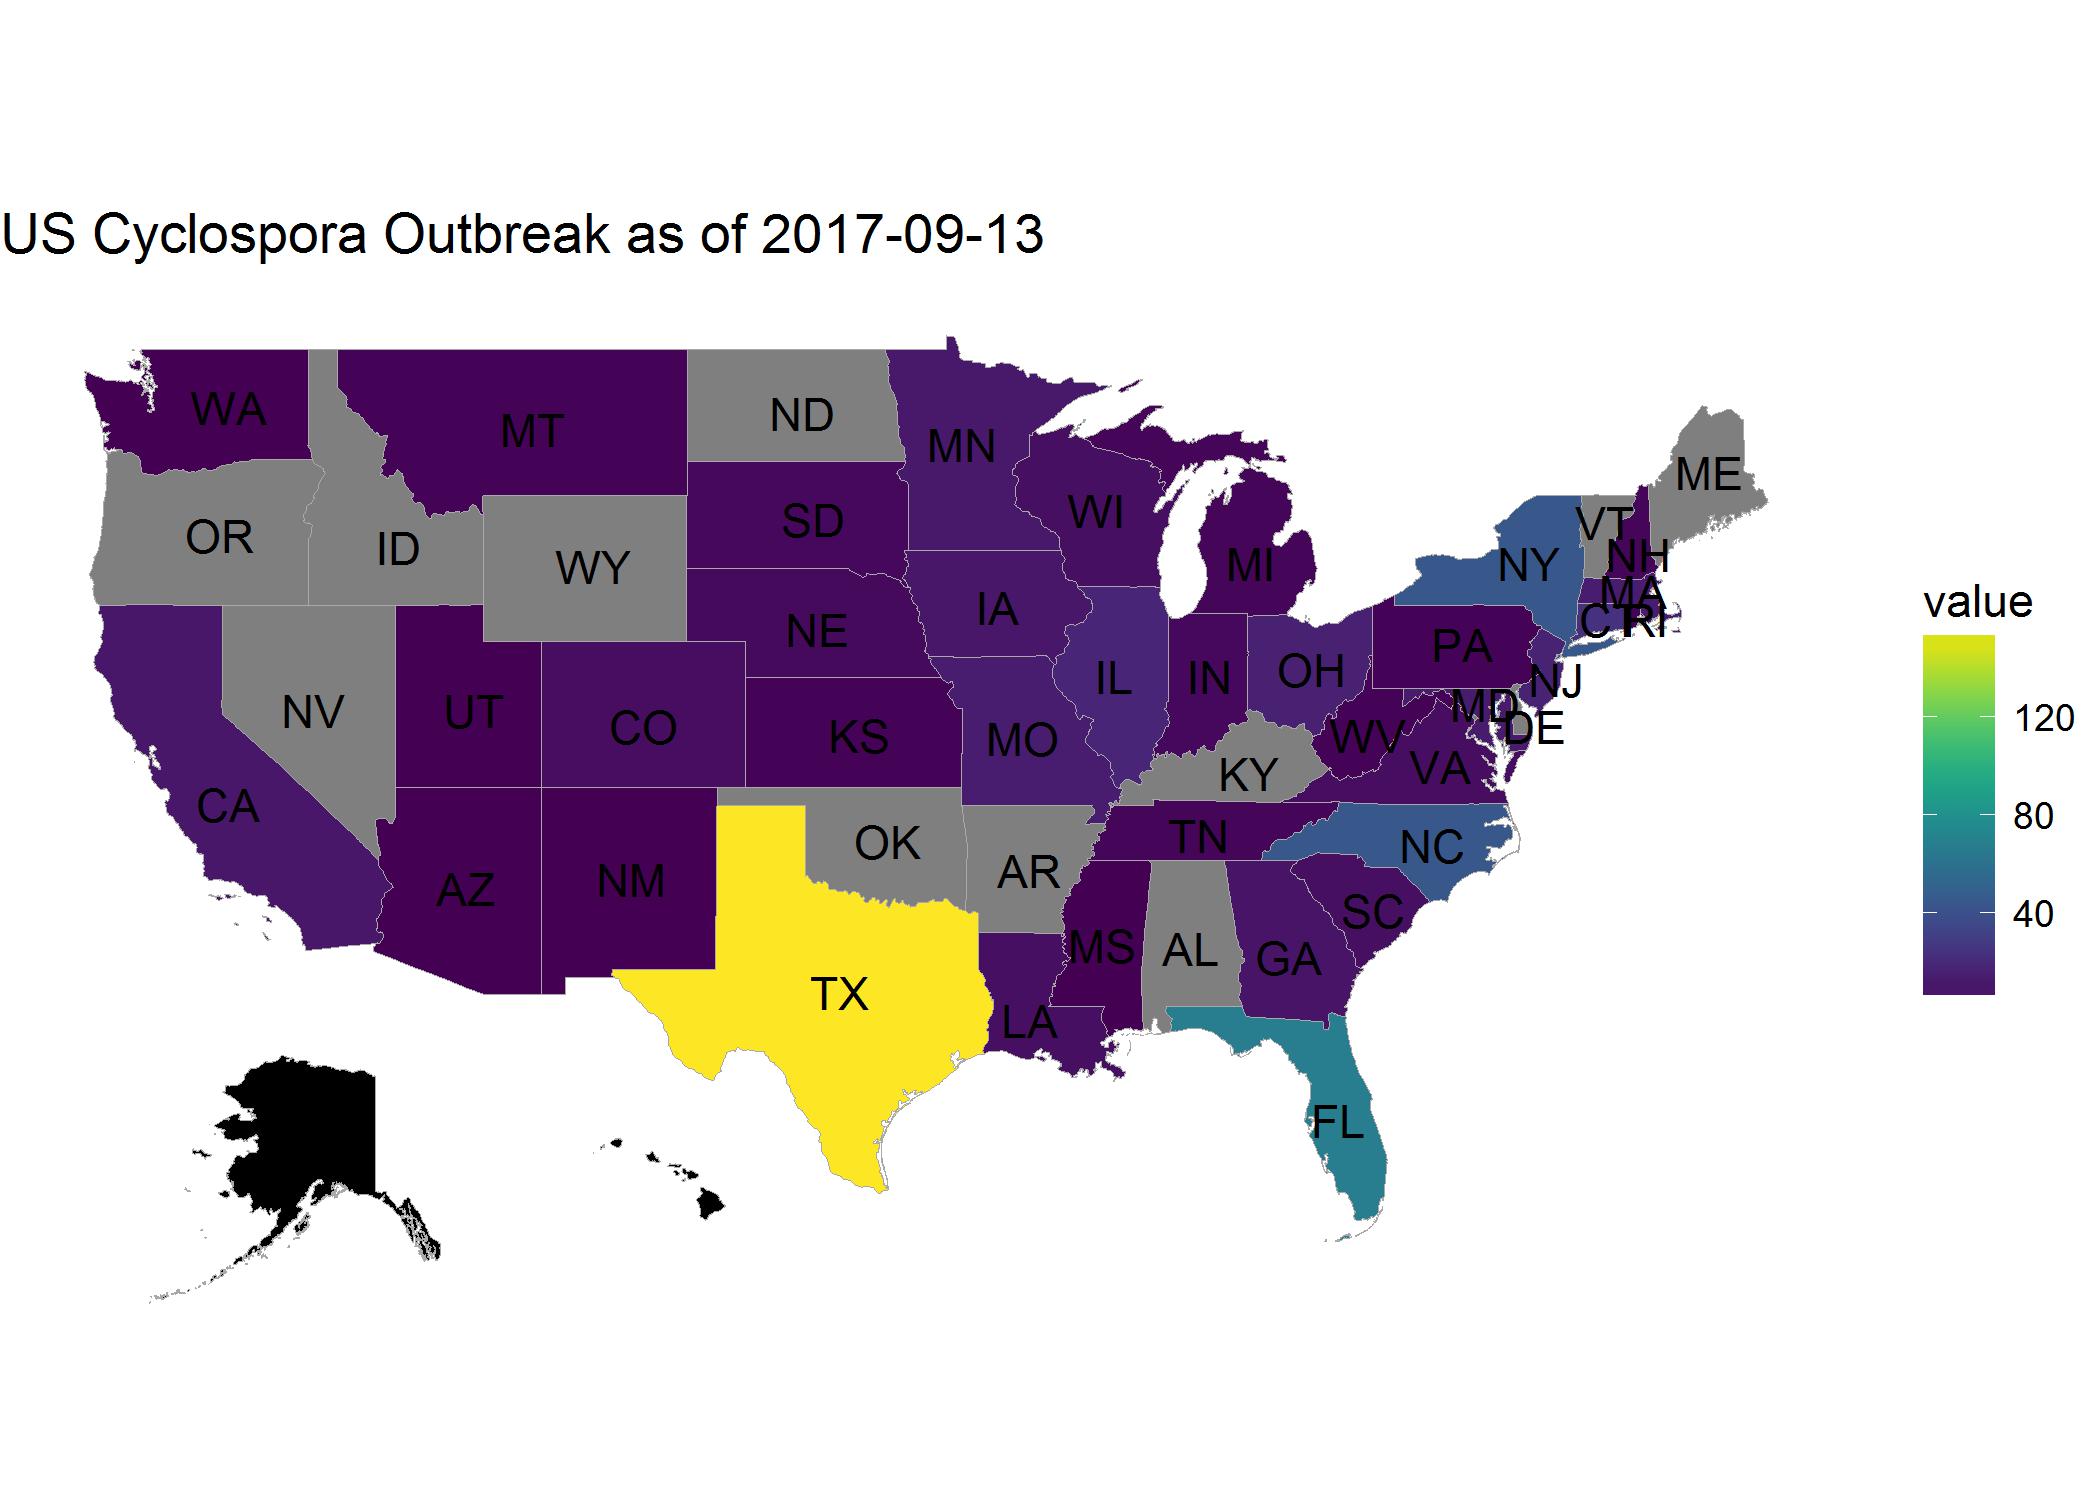 US Cyclospora Outbreak as of 2017-09-13
WA
MT
ND
MN
ME
OR
ID
WY
SD
WI
MI
NY
VT
NH
MA
CT
RI
NV
UT
CO
NE
IA
IL
IN
OH
PA
NJ
MD
DE
CA
KS
MO
KY
WV
VA
AZ
NM
OK
AR
TN
NC
TX
LA
MS
AL
GA
SC
FL
value
120
80
40